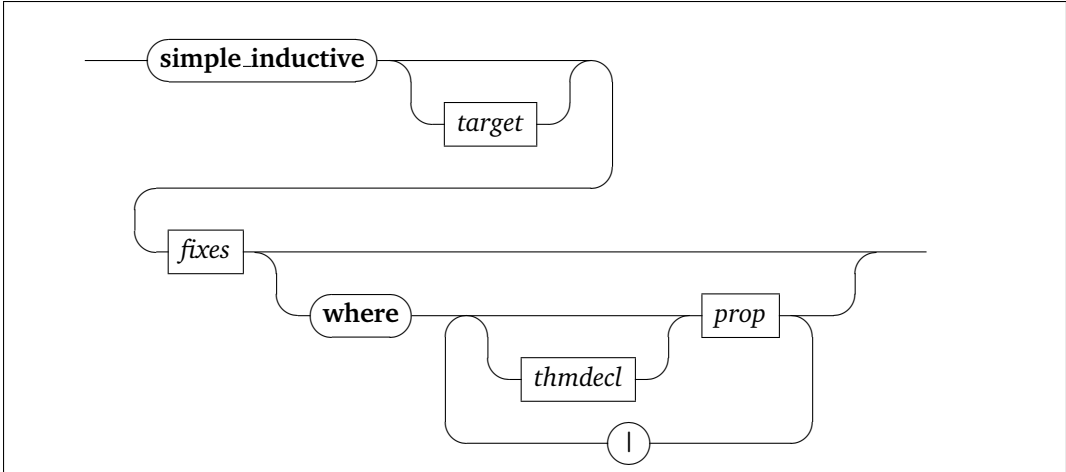 simple_inductive
target
fixes
where
prop
thmdecl
|